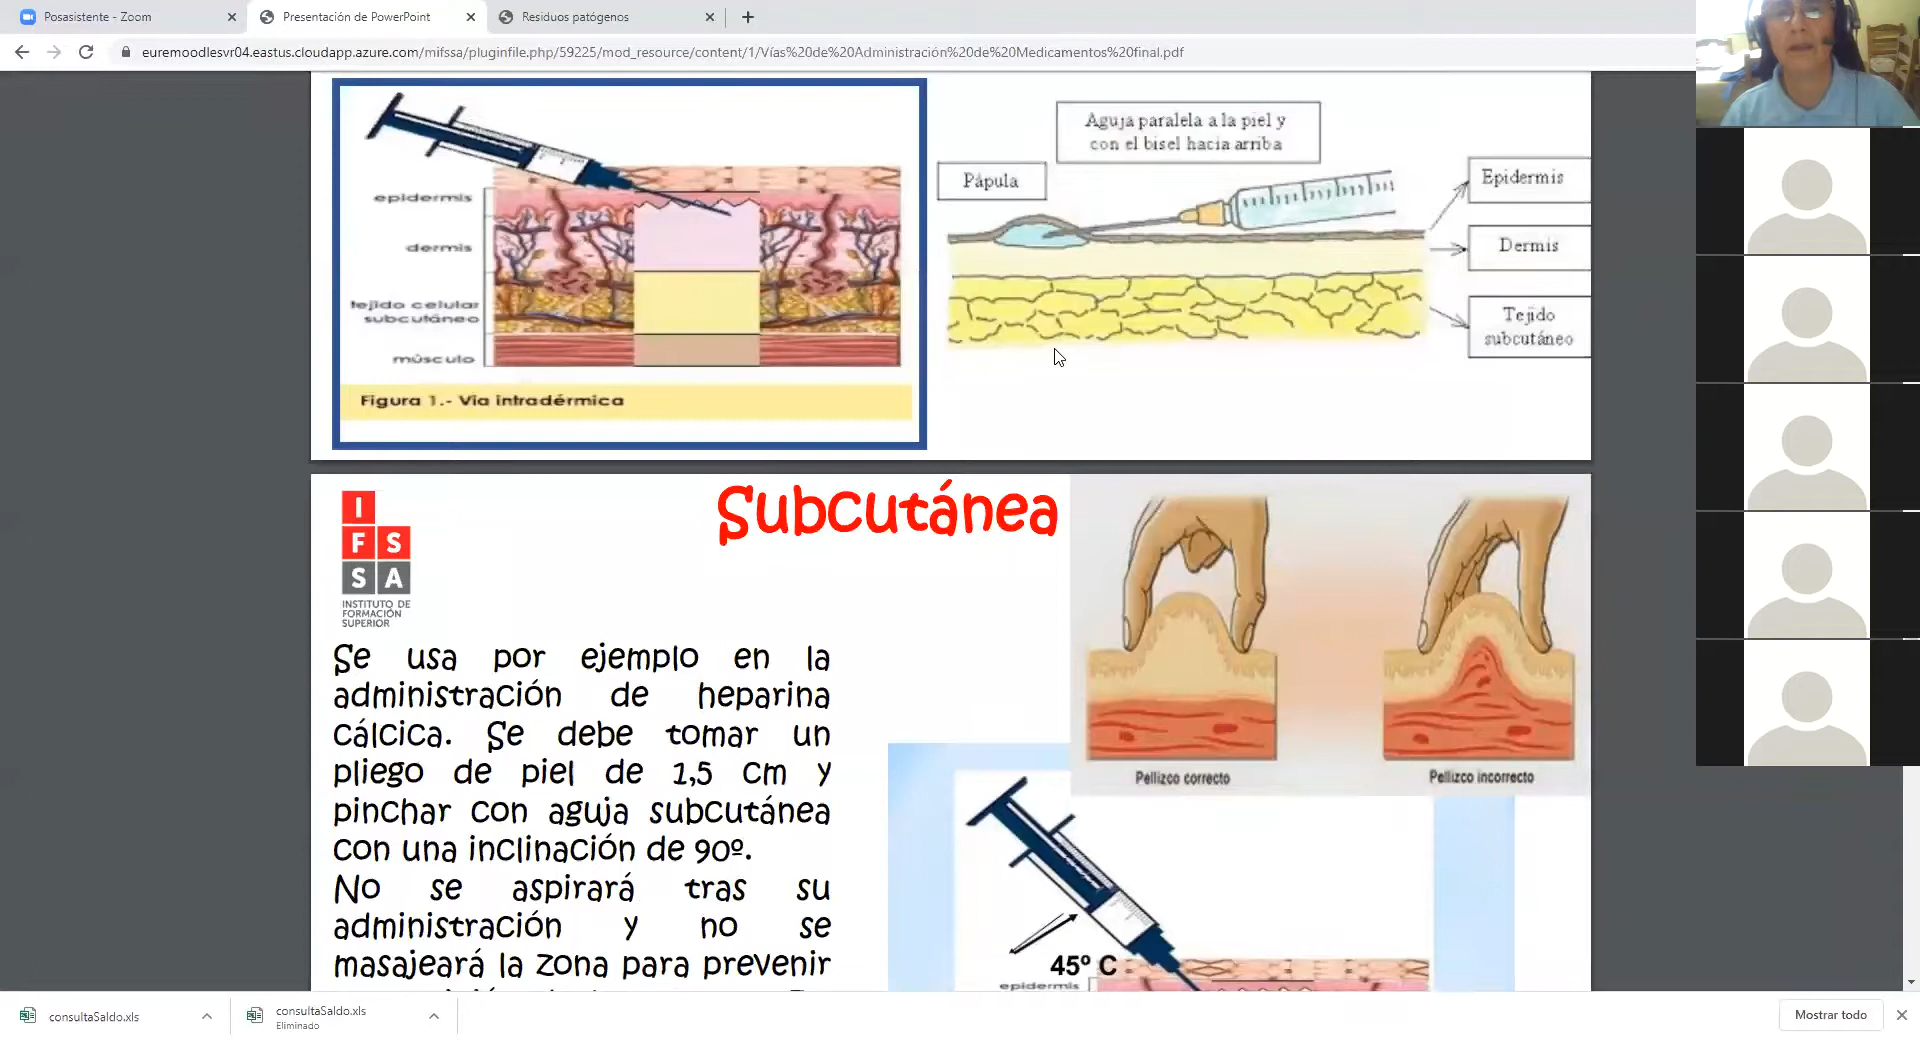 Posasistente - Zoom
Presentación de PowerPoint
Residuos patógenos
euremoodlesvr04.eastus.cloudapp.azure.com/mifssa/pluginfile.php/59225/mod_resource/content/1/Vías%20de%20Administración%20de%20Medicamentos%20final.pdf
epidermis
dermis
tejido celular
subcutáneo
músculo
Figura 1.- Vía intradérmica
Aguja paralela a la piel y
con el bisel hacia arriba
Pápula
Epidermis
Dermis
Tejido
subcutáneo
I
F S
S A
INSTITUTO DE
FORMACIÓN
SUPERIOR
Subcutánea
Se usa por ejemplo en la
administración de heparina
cálcica. Se debe tomar un
pliego de piel de 1,5 cm y
pinchar con aguja subcutánea
con una inclinación de 90º.
No se aspirará tras su
administración y no se
masajeará la zona para prevenir
Pellizco correcto
Pellizco incorrecto
45º C
epidermis
consultaSaldo.xls
consultaSaldo.xls
Eliminado
Mostrar todo